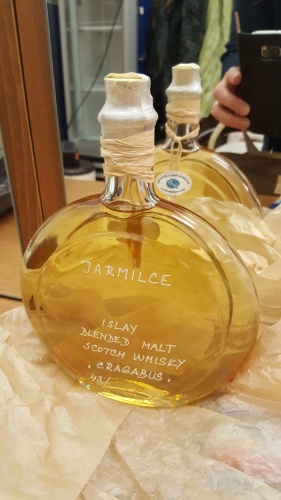 JARMILCE
ISLAY
BLENDED MALT
SCOTCH WHISKY
• CRAGABUS •
43%